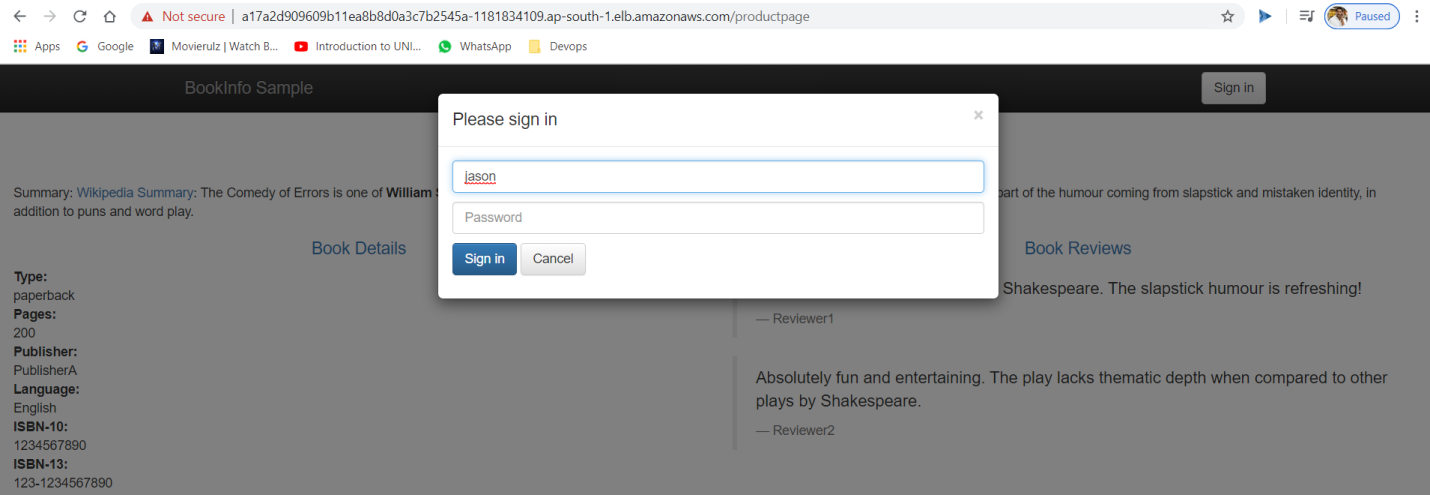 Not secure | a17a2d909609b11ea8b8d0a3c7b2545a-1181834109.ap-south-1.elb.amazonaws.com/productpage
Paused
Apps Google Movierulz | Watch B... Introduction to UNI... WhatsApp Devops
BookInfo Sample
Sign in
Please sign in
×
jason
Password
Sign in Cancel
Summary: Wikipedia Summary: The Comedy of Errors is one of William part of the humour coming from slapstick and mistaken identity, in
addition to puns and word play.
Book Details
Type:
paperback
Pages:
200
Publisher:
PublisherA
Language:
English
ISBN-10:
1234567890
ISBN-13:
123-1234567890
Book Reviews
Shakespeare. The slapstick humour is refreshing!
— Reviewer1
Absolutely fun and entertaining. The play lacks thematic depth when compared to other
plays by Shakespeare.
— Reviewer2